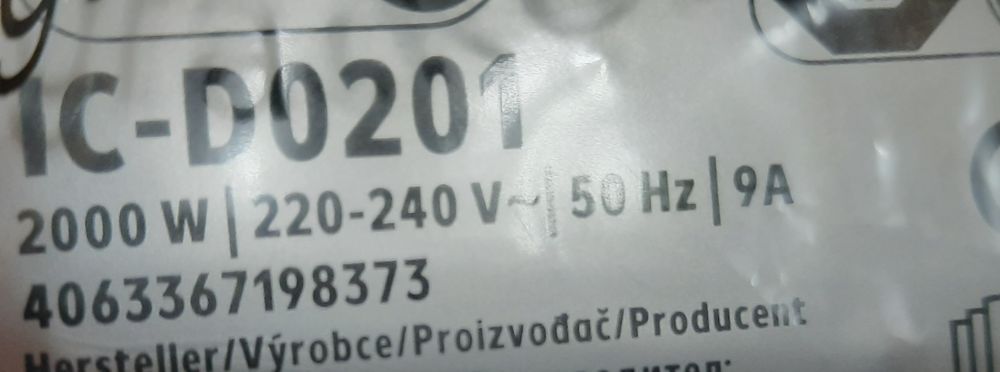 IC-D0201
2000 W | 220-240 V~ | 50 Hz | 9A
4063367198373
Hersteller/Výrobce/Proizvođač/Producent